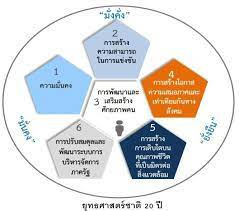 "มั่งคั่ง"
2
การสร้าง
ความสามารถ
ในการแข่งขัน
1
ความมั่นคง
3
การพัฒนาและ
เสริมสร้าง
ศักยภาพคน
4
การสร้างโอกาส
ความเสมอภาคและ
เท่าเทียมกันทาง
สังคม
"มั่นคง"
"ยั่งยืน"
6
การปรับสมดุลและ
พัฒนาระบบการ
บริหารจัดการ
ภาครัฐ
5
การสร้าง
การเติบโตบน
คุณภาพชีวิต
ที่เป็นมิตรต่อ
สิ่งแวดล้อม
ยุทธศาสตร์ชาติ 20 ปี